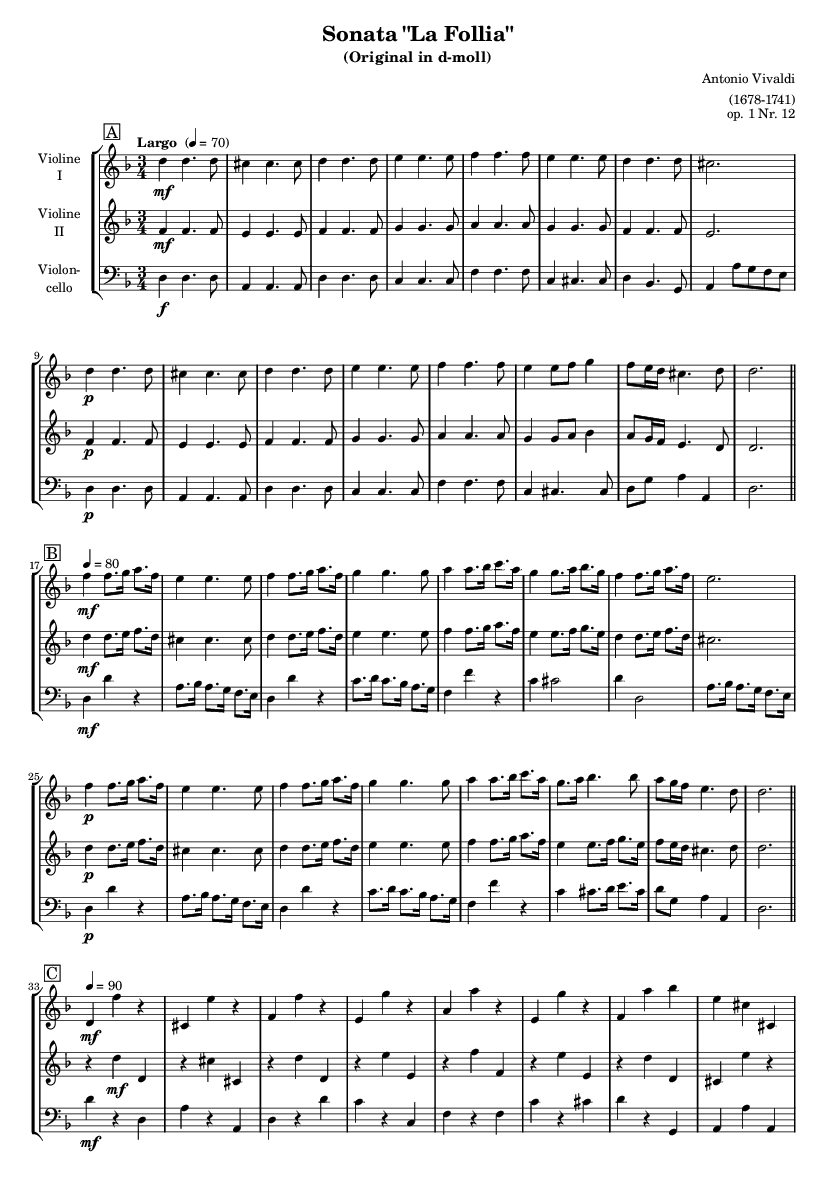 Sonata "La Follia"
(Original in d-moll)
Antonio Vivaldi
(1678-1741)
op. 1 Nr. 12
A
Largo (♩ = 70)
Violine
I
mf
Violine
II
mf
Violon-
cello
f
9
p
p
p
B
17
♩ = 80
mf
mf
mf
25
p
p
p
C
33
♩ = 90
mf
mf
mf